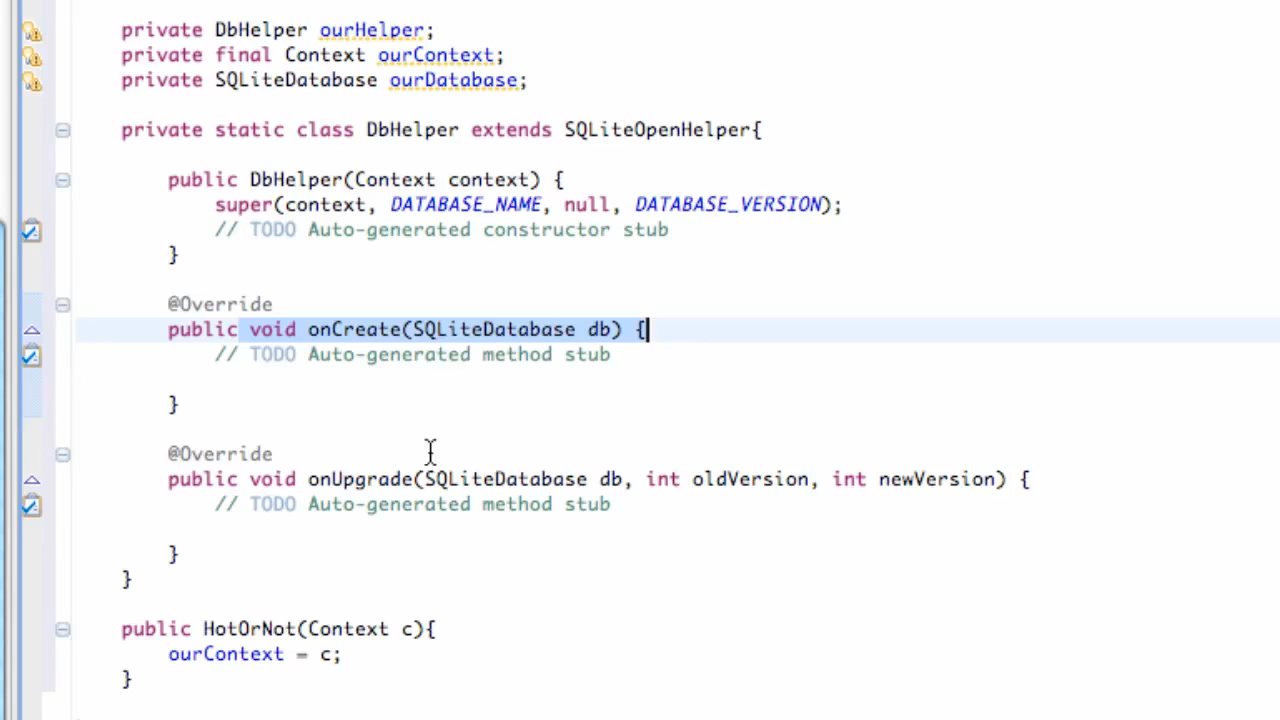 private DbHelper ourHelper;
private final Context ourContext;
private SQLiteDatabase ourDatabase;
private static class DbHelper extends SQLiteOpenHelper{
public DbHelper(Context context) {
super(context, DATABASE_NAME, null, DATABASE_VERSION);
// TODO Auto-generated constructor stub
}
@Override
public void onCreate(SQLiteDatabase db) {
// TODO Auto-generated method stub
}
@Override
public void onUpgrade(SQLiteDatabase db, int oldVersion, int newVersion) {
// TODO Auto-generated method stub
}
}
public HotOrNot(Context c){
ourContext = c;
}